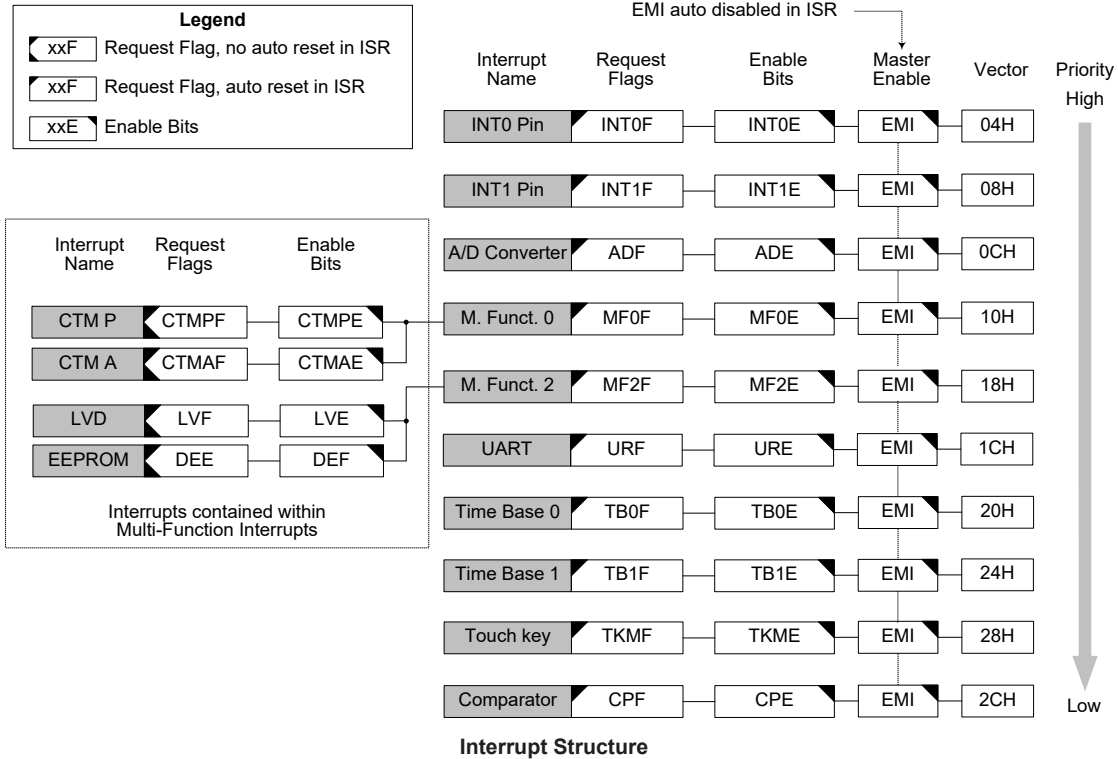 EMI auto disabled in ISR
Legend
xxF Request Flag, no auto reset in ISR
xxF Request Flag, auto reset in ISR
xxE Enable Bits
Interrupt Name Request Flags Enable Bits Master Enable Vector Priority
High
INT0 Pin INT0F INT0E EMI 04H
INT1 Pin INT1F INT1E EMI 08H
A/D Converter ADF ADE EMI 0CH
M. Funct. 0 MF0F MF0E EMI 10H
M. Funct. 2 MF2F MF2E EMI 18H
UART URF URE EMI 1CH
Time Base 0 TB0F TB0E EMI 20H
Time Base 1 TB1F TB1E EMI 24H
Touch key TKMF TKME EMI 28H
Comparator CPF CPE EMI 2CH
Low
Interrupt Name Request Flags Enable Bits
CTM P CTMPF CTMPE
CTM A CTMAF CTMAE
LVD LVF LVE
EEPROM DEE DEF
Interrupts contained within
Multi-Function Interrupts
Interrupt Structure